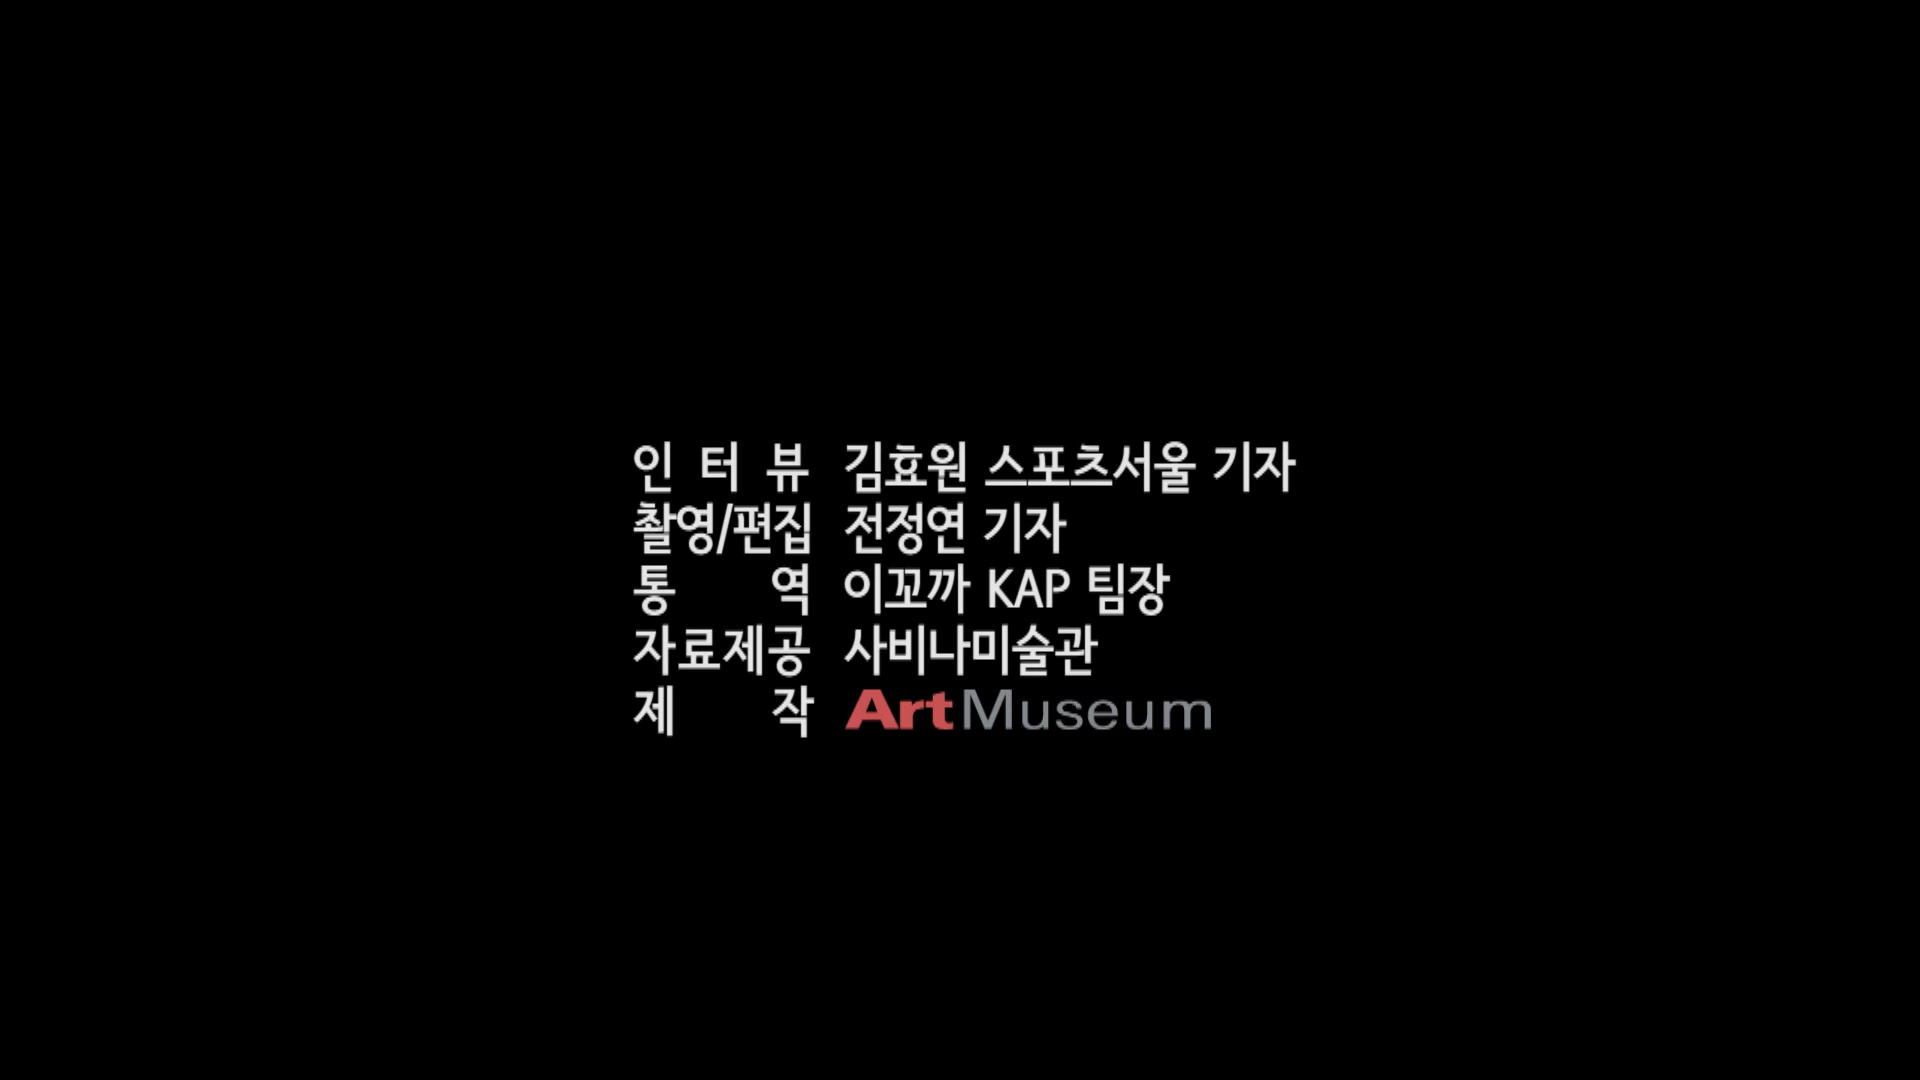 인 터 뷰 김효원 스포츠서울 기자
촬영/편집 전정연 기자
통 역 이꼬까 KAP 팀장
자료제공 사비나미술관
제 작 ArtMuseum